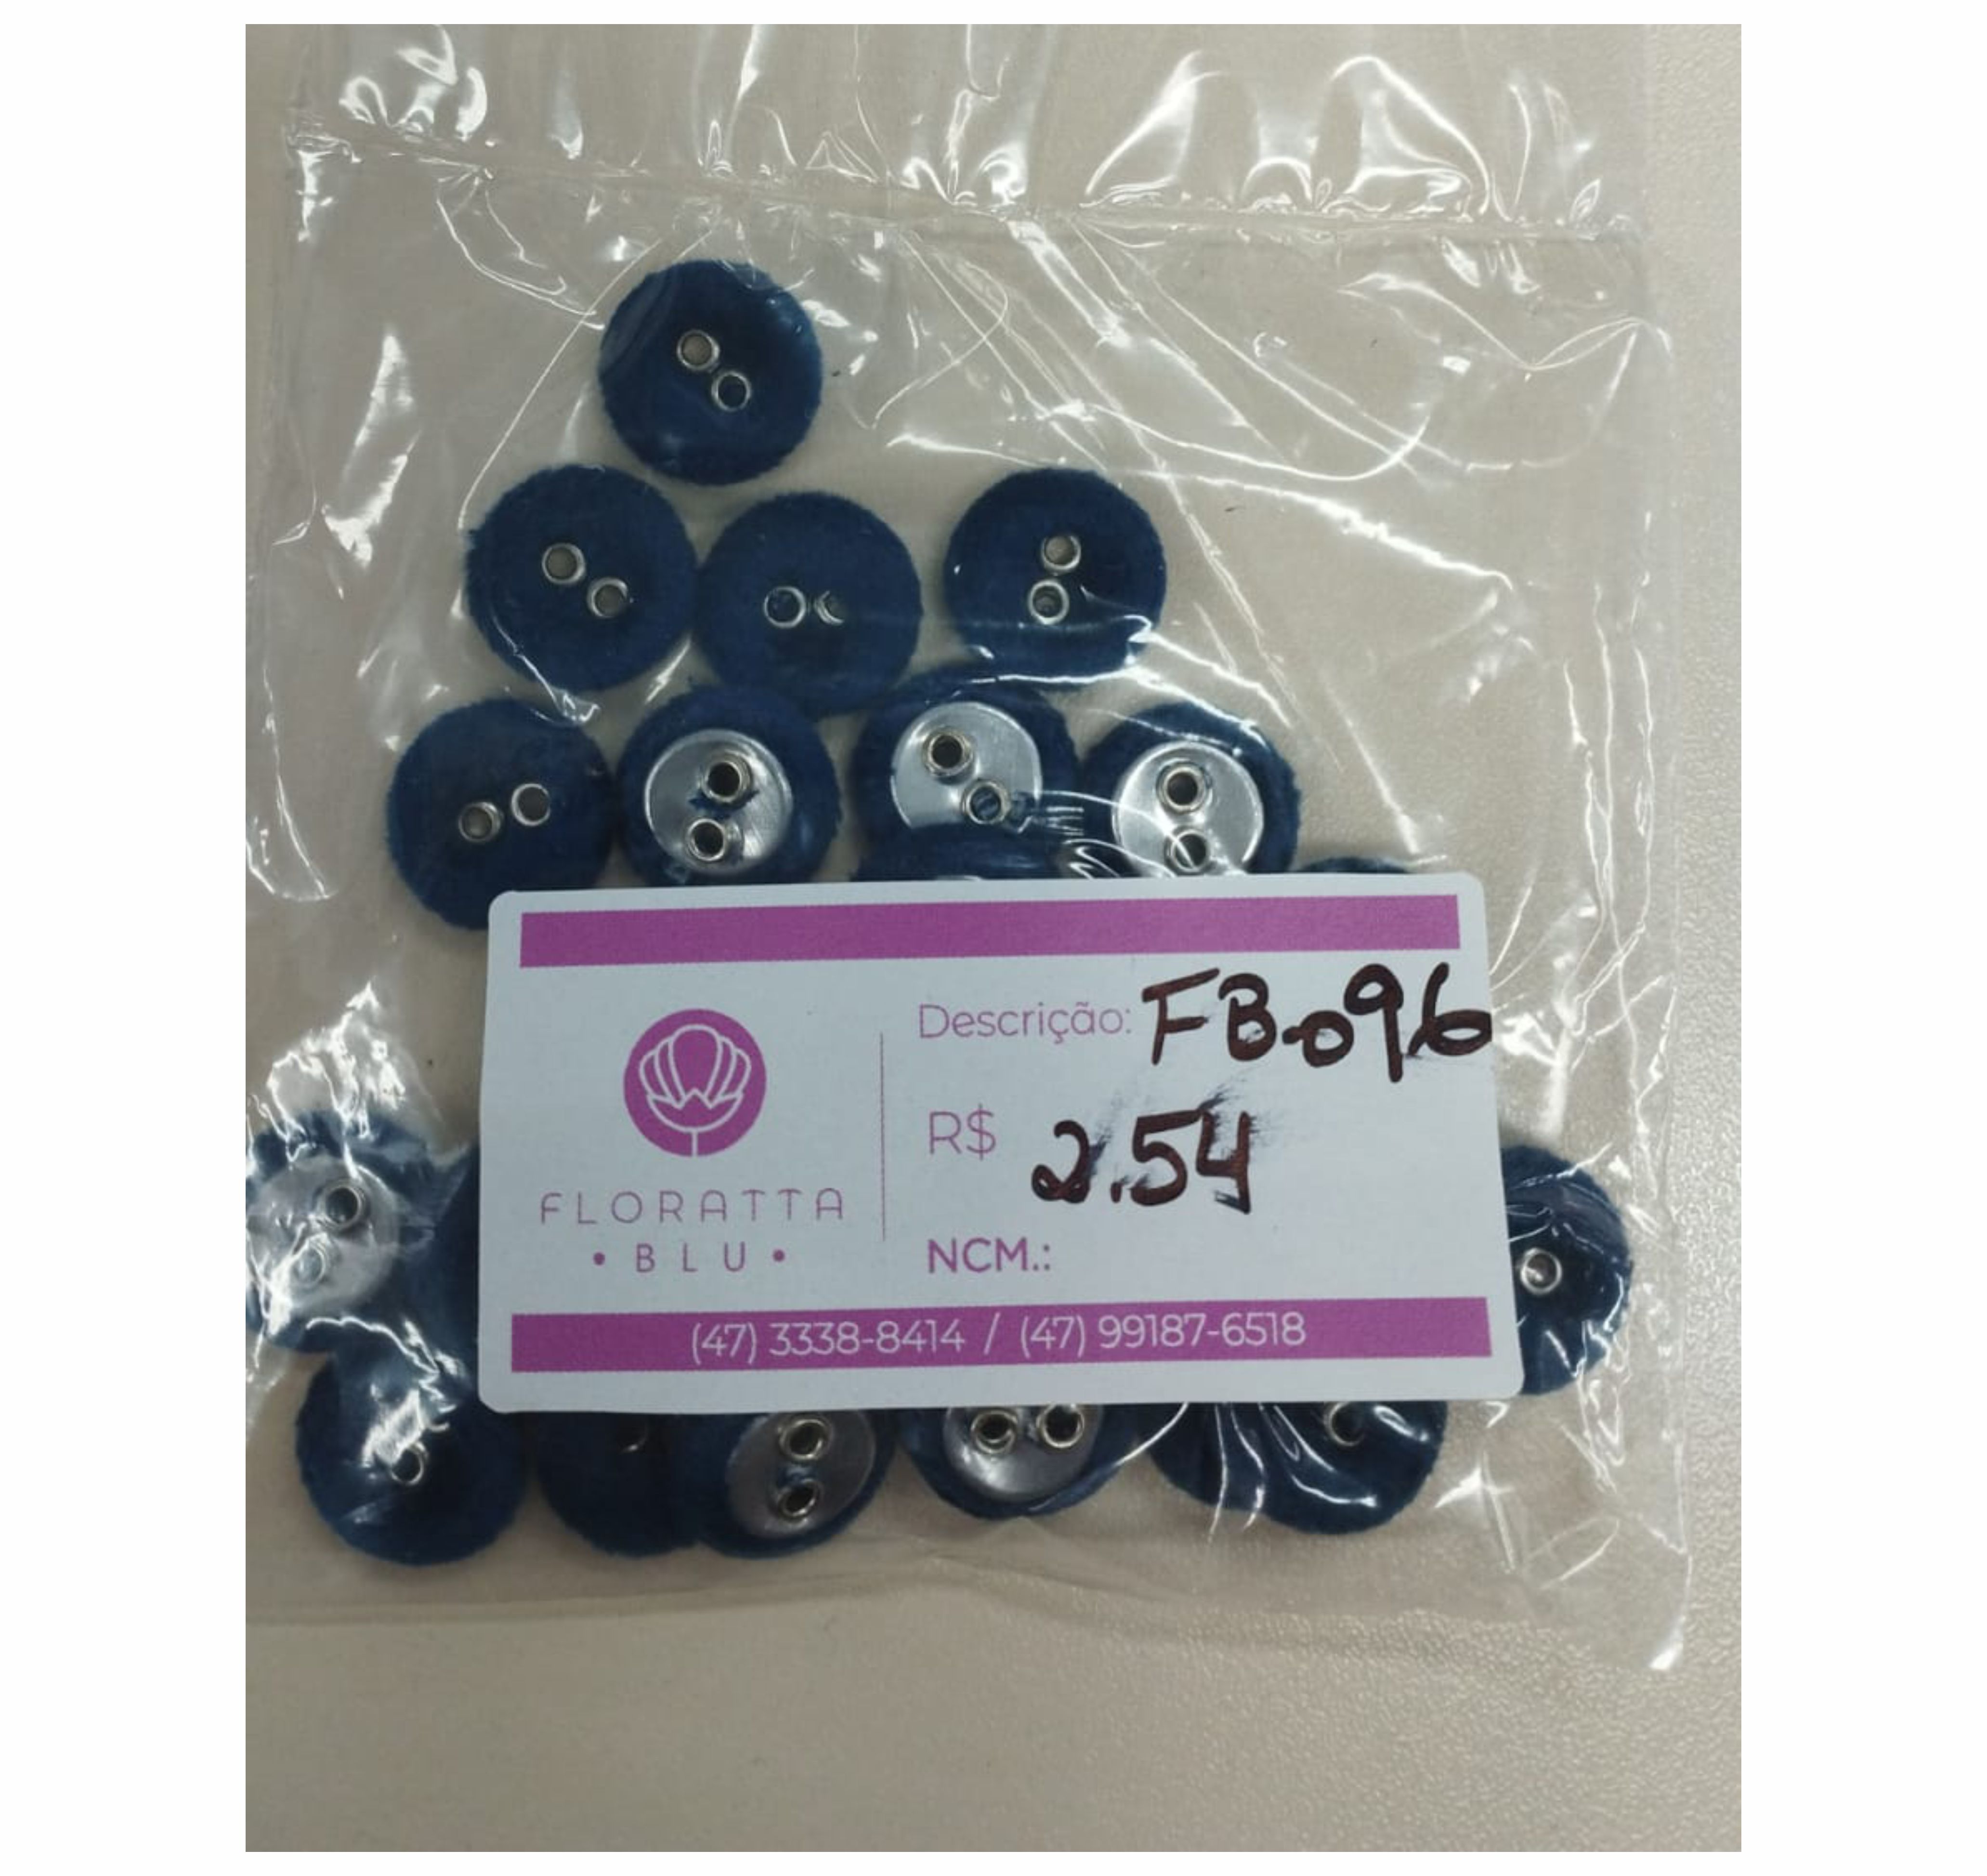 Descrição: FB-096
R$ 2.54
FLORATTA
• BLU •
NCM.:
(47) 3338-8414 / (47) 99187-6518